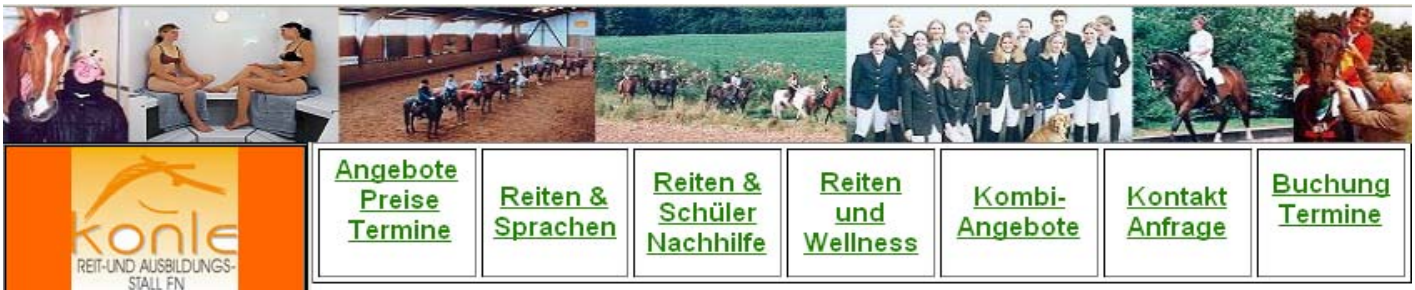 konle
REIT-UND AUSBILDUNGS-
STALL FN
Angebote
Preise
Termine
Reiten &
Sprachen
Reiten &
Schüler
Nachhilfe
Reiten
und
Wellness
Kombi-
Angebote
Kontakt
Anfrage
Buchung
Termine